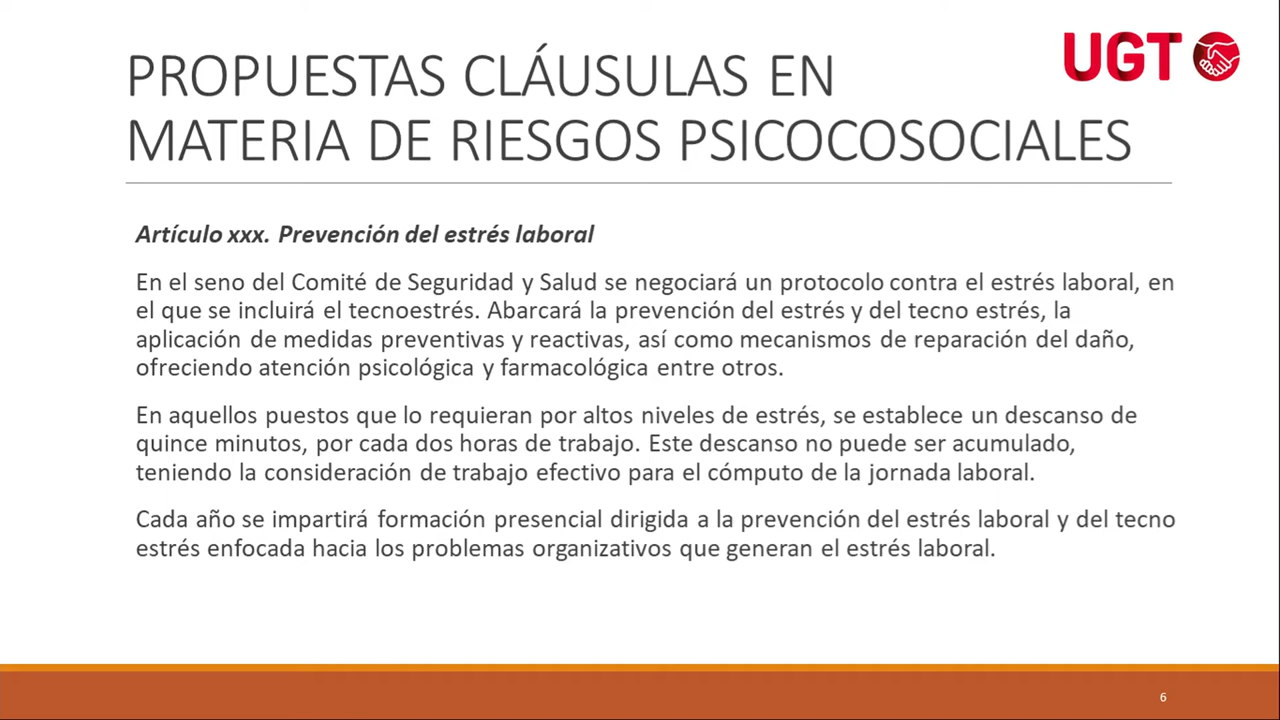 PROPUESTAS CLÁUSULAS EN
MATERIA DE RIESGOS PSICOCOSOCIALES
UGT
Artículo xxx. Prevención del estrés laboral
En el seno del Comité de Seguridad y Salud se negociará un protocolo contra el estrés laboral, en
el que se incluirá el tecnoestrés. Abarcará la prevención del estrés y del tecno estrés, la
aplicación de medidas preventivas y reactivas, así como mecanismos de reparación del daño,
ofreciendo atención psicológica y farmacológica entre otros.
En aquellos puestos que lo requieran por altos niveles de estrés, se establece un descanso de
quince minutos, por cada dos horas de trabajo. Este descanso no puede ser acumulado,
teniendo la consideración de trabajo efectivo para el cómputo de la jornada laboral.
Cada año se impartirá formación presencial dirigida a la prevención del estrés laboral y del tecno
estrés enfocada hacia los problemas organizativos que generan el estrés laboral.
6